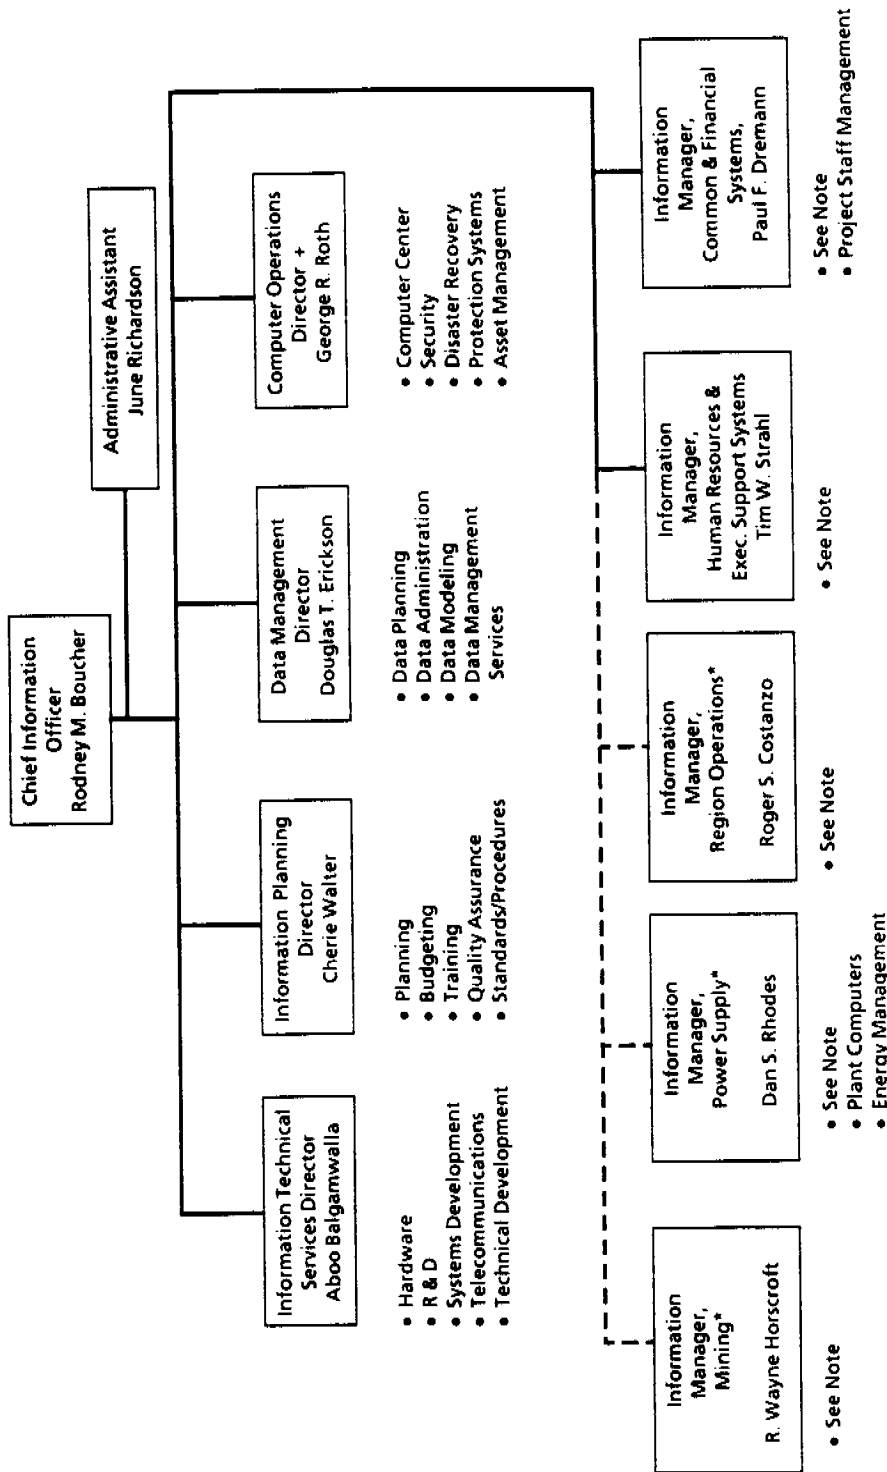 Chief Information
Officer
Rodney M. Boucher
Administrative Assistant
June Richardson
Information Technical
Services Director
Aboo Balgamwalla
• Hardware
• R & D
• Systems Development
• Telecommunications
• Technical Development
Information Planning
Director
Cherie Walter
• Planning
• Budgeting
• Training
• Quality Assurance
• Standards/Procedures
Data Management
Director
Douglas T. Erickson
• Data Planning
• Data Administration
• Data Modeling
• Data Management
Services
Computer Operations
Director +
George R. Roth
• Computer Center
• Security
• Disaster Recovery
• Protection Systems
• Asset Management
Information
Manager,
Mining*
R. Wayne Horscroft
• See Note
Information
Manager,
Power Supply*
Dan S. Rhodes
• See Note
• Plant Computers
• Energy Management
Information
Manager,
Region Operations*
Roger S. Costanzo
• See Note
Information
Manager,
Human Resources &
Exec. Support Systems
Tim W. Strahl
• See Note
Information
Manager,
Common & Financial
Systems,
Paul F. Dremann
• See Note
• Project Staff Management